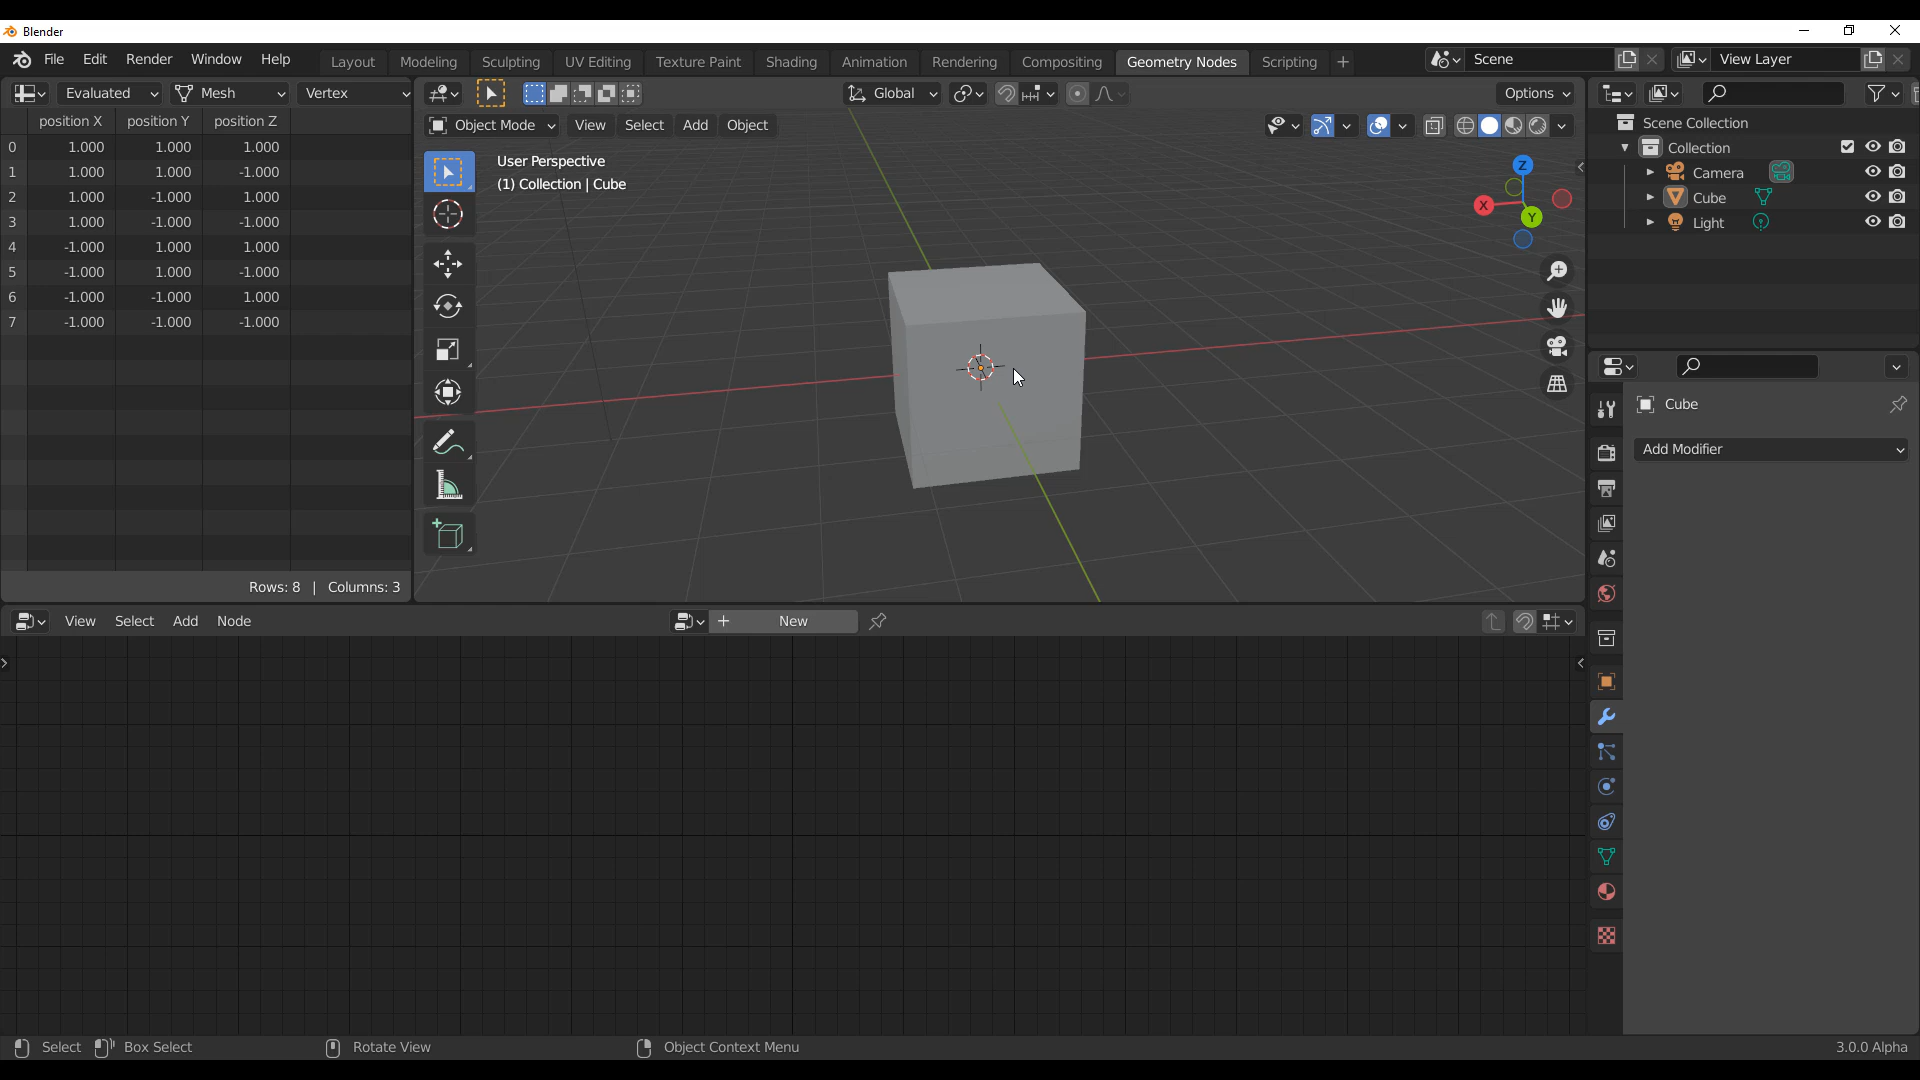 Blender
File Edit Render Window Help Layout Modeling Sculpting UV Editing Texture Paint Shading Animation Rendering Compositing Geometry Nodes Scripting + Scene View Layer
Evaluated Mesh Vertex
position X position Y position Z
0 1.000 1.000 1.000
1 1.000 1.000 -1.000
2 1.000 -1.000 1.000
3 1.000 -1.000 -1.000
4 -1.000 1.000 1.000
5 -1.000 1.000 -1.000
6 -1.000 -1.000 1.000
7 -1.000 -1.000 -1.000
Rows: 8 | Columns: 3
Global Options
Object Mode View Select Add Object
User Perspective
(1) Collection | Cube
Z
X
Y
Scene Collection
Collection
Camera
Cube
Light
Cube
Add Modifier
View Select Add Node + New
Select Box Select Rotate View Object Context Menu 3.0.0 Alpha